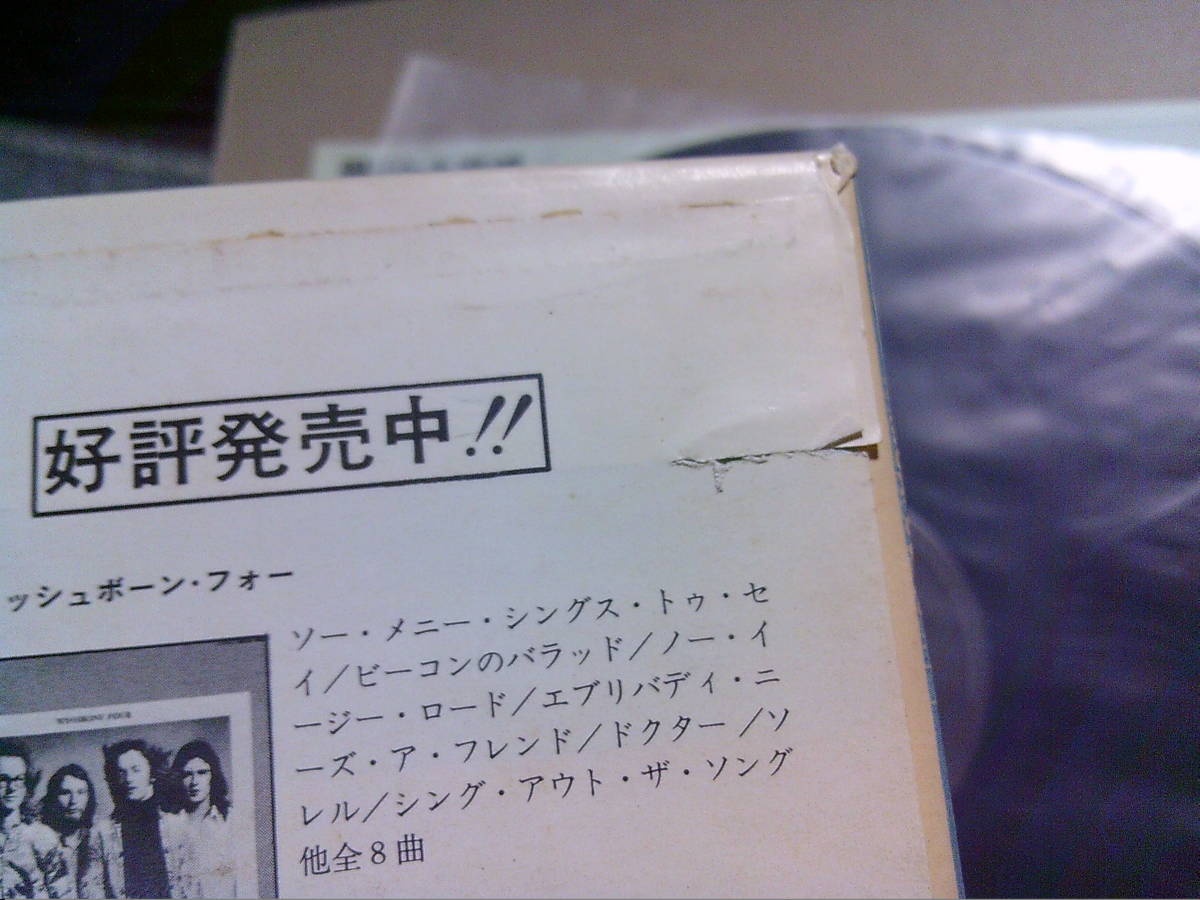 好評発売中!!
ッシュボーン・フォー
ソー・メニー・シングス・トゥ・セ
イ/ビーコンのバラッド/ノー・イ
ージー・ロード/エブリバディ・ニ
ーズ・ア・フレンド/ドクター/ソ
レル/シング・アウト・ザ・ソング
他全8曲
WISHBONE FOUR